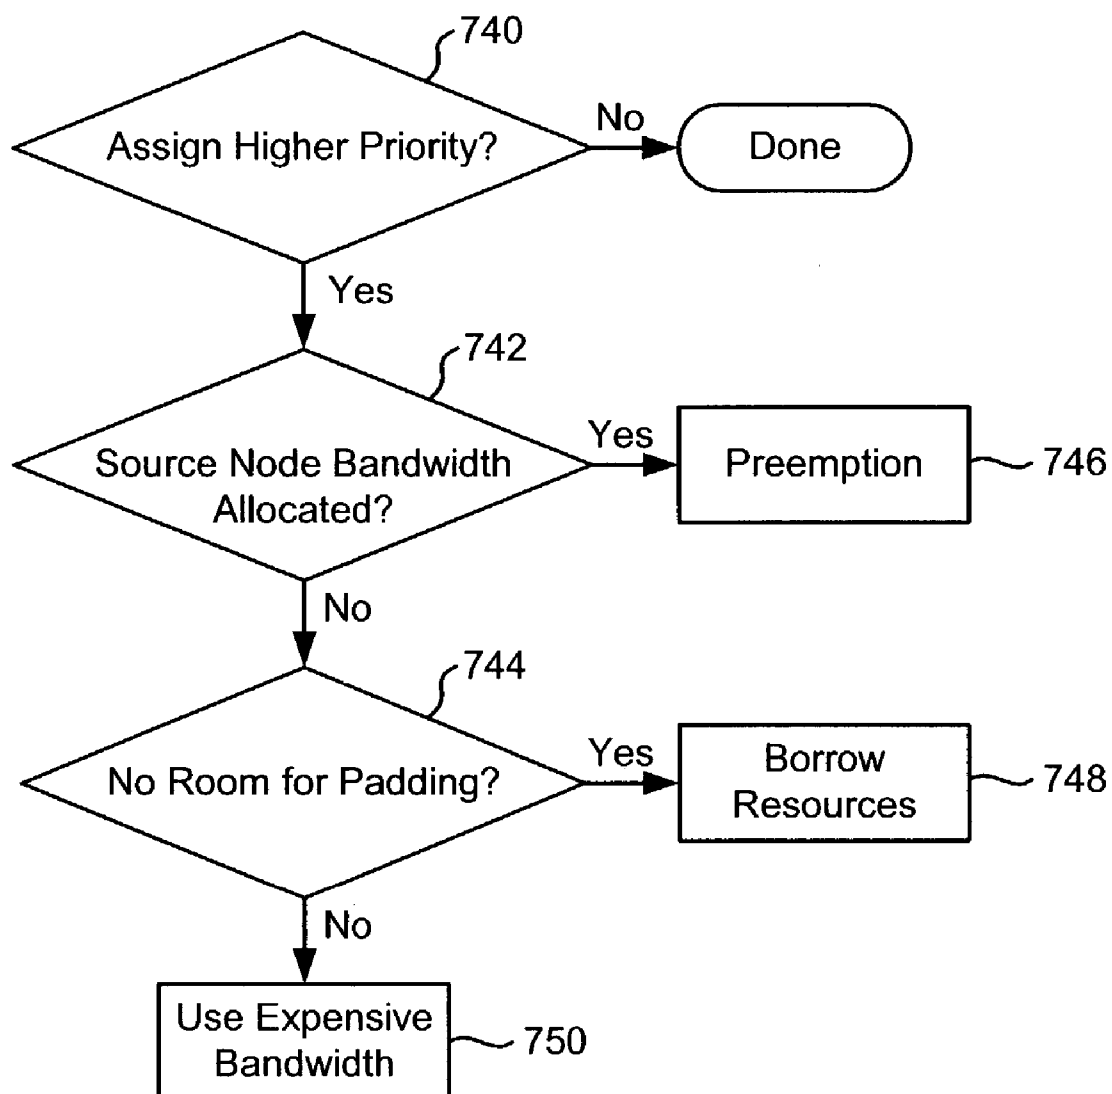 740
Assign Higher Priority?
No
Done
Yes
742
Source Node Bandwidth
Allocated?
Yes
Preemption
746
No
744
No Room for Padding?
Yes
Borrow
Resources
748
No
Use Expensive
Bandwidth
750